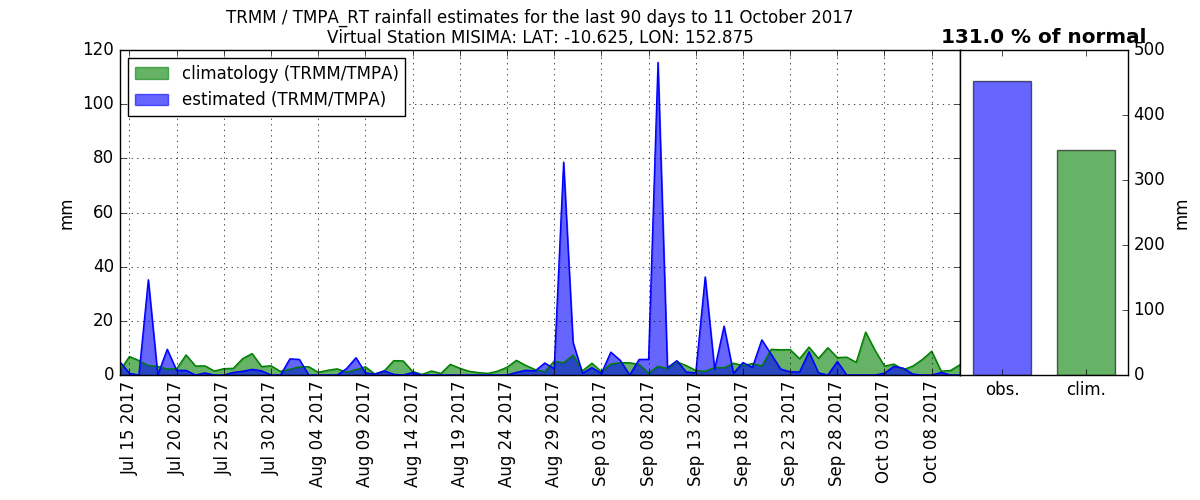 TRMM / TMPA_RT rainfall estimates for the last 90 days to 11 October 2017
Virtual Station MISIMA: LAT: -10.625, LON: 152.875
131.0 % of normal
climatology (TRMM/TMPA)
estimated (TRMM/TMPA)
120
100
80
60
40
20
0
mm
Jul 15 2017
Jul 20 2017
Jul 25 2017
Jul 30 2017
Aug 04 2017
Aug 09 2017
Aug 14 2017
Aug 19 2017
Aug 24 2017
Aug 29 2017
Sep 03 2017
Sep 08 2017
Sep 13 2017
Sep 18 2017
Sep 23 2017
Sep 28 2017
Oct 03 2017
Oct 08 2017
500
400
300
200
100
0
mm
obs.
clim.